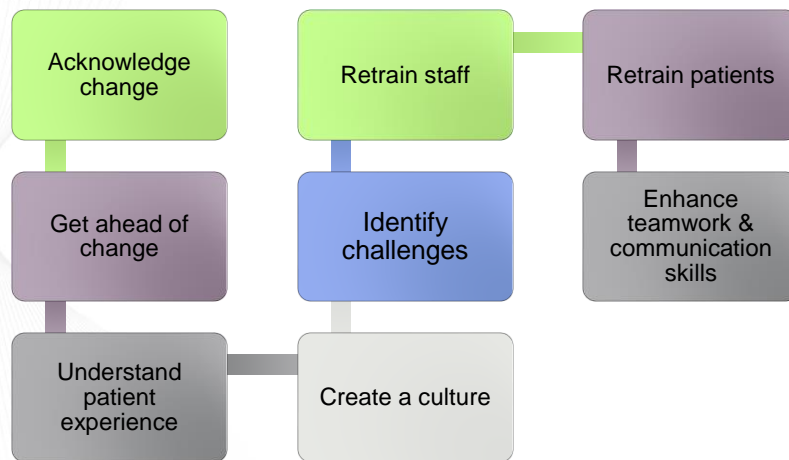 Acknowledge
change
Get ahead of
change
Understand
patient
experience
Create a culture
Identify
challenges
Retrain staff
Retrain patients
Enhance
teamwork &
communication
skills